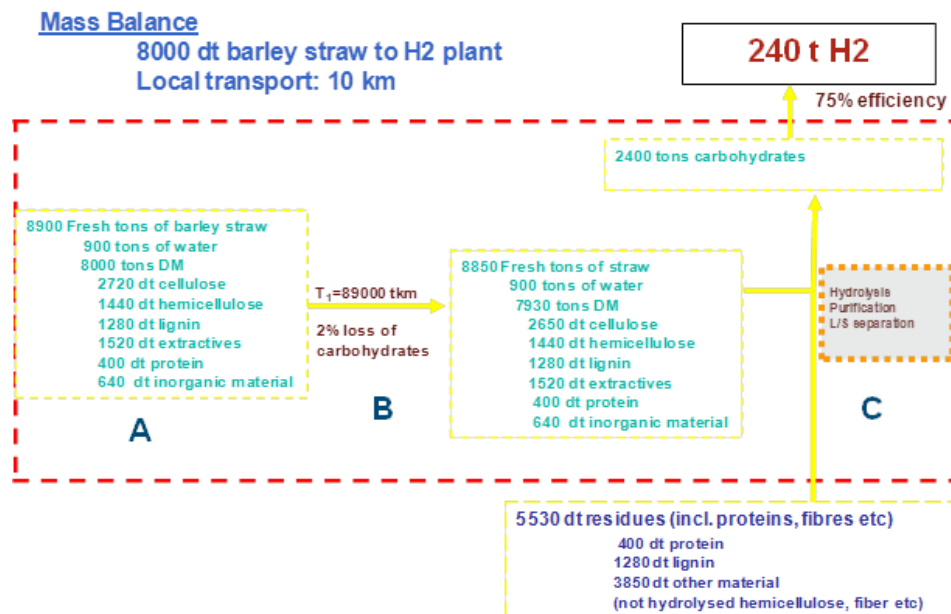 Mass Balance
8000 dt barley straw to H2 plant
Local transport: 10 km
240 t H2
75% efficiency
2400 tons carbohydrates
8900 Fresh tons of barley straw
900 tons of water
8000 tons DM
2720 dt cellulose
1440 dt hemicellulose
1280 dt lignin
1520 dt extractives
400 dt protein
640 dt inorganic material
A
T1=89000 tkm
2% loss of
carbohydrates
B
8850 Fresh tons of straw
900 tons of water
7930 tons DM
2650 dt cellulose
1440 dt hemicellulose
1280 dt lignin
1520 dt extractives
400 dt protein
640 dt inorganic material
Hydrolysis
Purification
L/S separation
C
5530 dt residues (incl. proteins, fibres etc)
400 dt protein
1280 dt lignin
3850 dt other material
(not hydrolysed hemicellulose, fiber etc)